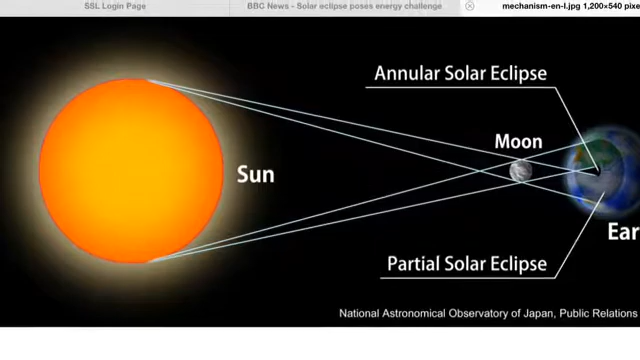 SSL Login Page
BBC News - Solar eclipse poses energy challenge
mechanism-en-l.jpg 1,200×540 pixe
Annular Solar Eclipse
Moon
Sun
Ear
Partial Solar Eclipse
National Astronomical Observatory of Japan, Public Relations